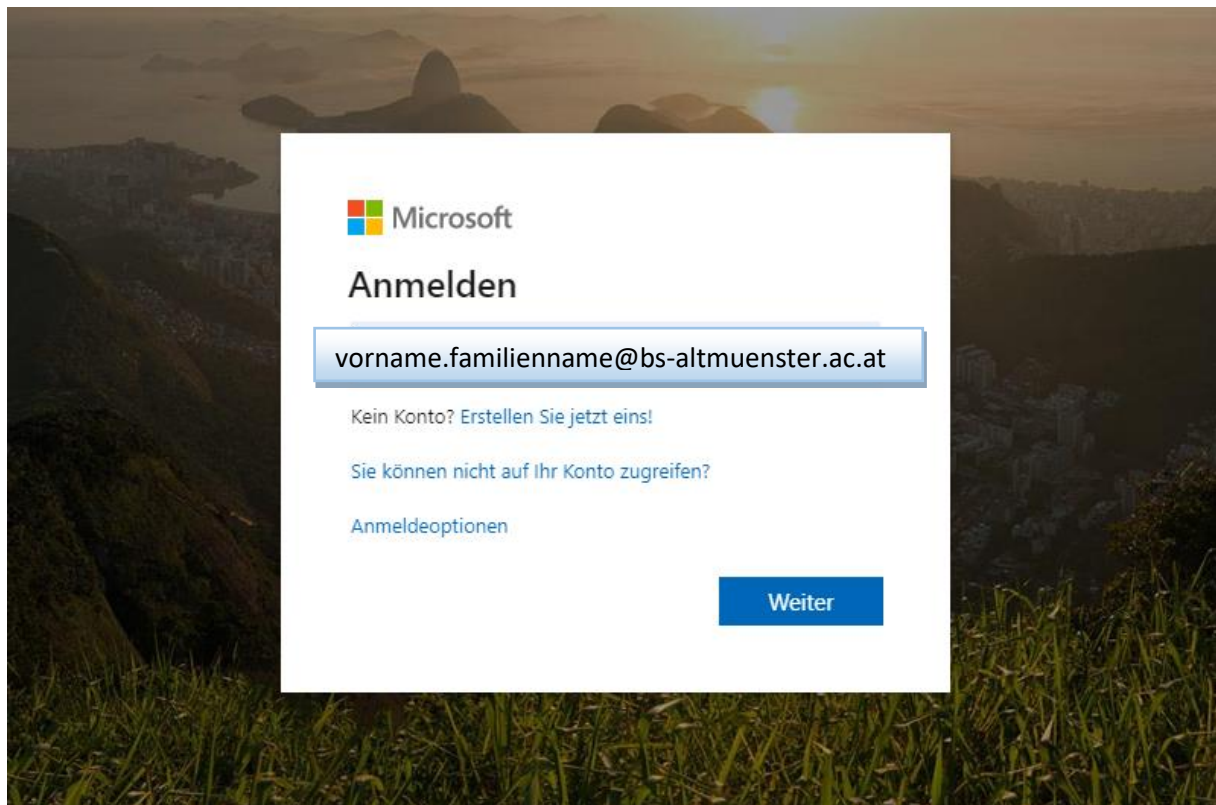 Microsoft
Anmelden
vorname.familienname@bs-altmuenster.ac.at
Kein Konto? Erstellen Sie jetzt eins!
Sie können nicht auf Ihr Konto zugreifen?
Anmeldeoptionen
Weiter